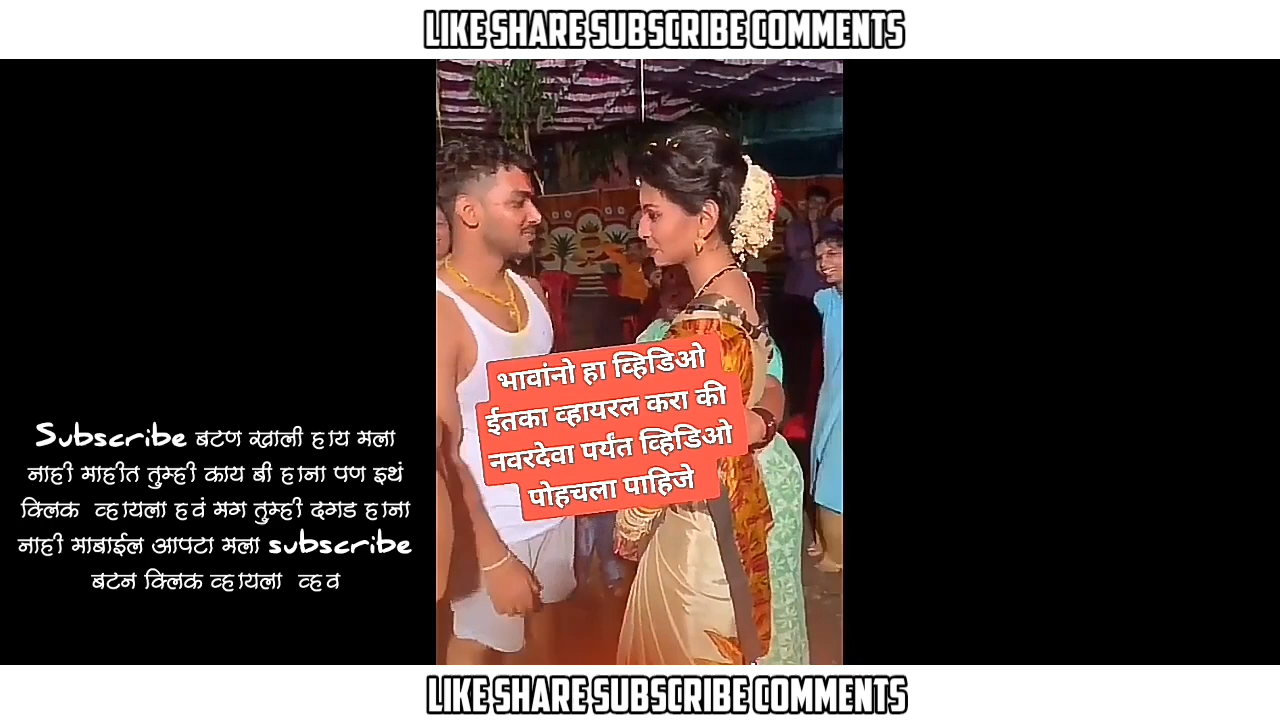 LIKE SHARE SUBSCRIBE COMMENTS
भावांनो हा व्हिडिओ
ईतका व्हायरल करा की
नवरदेवा पर्यंत व्हिडिओ
पोहचला पाहिजे
Subscribe बटण खाली हाय मला
नाही माहीत तुम्ही काय बी हाना पण इथं
क्लिक व्हायला हवं मग तुम्ही दगड हाना
नाही माबाईल आपटा मला subscribe
बटन क्लिक व्हायला व्हव
LIKE SHARE SUBSCRIBE COMMENTS